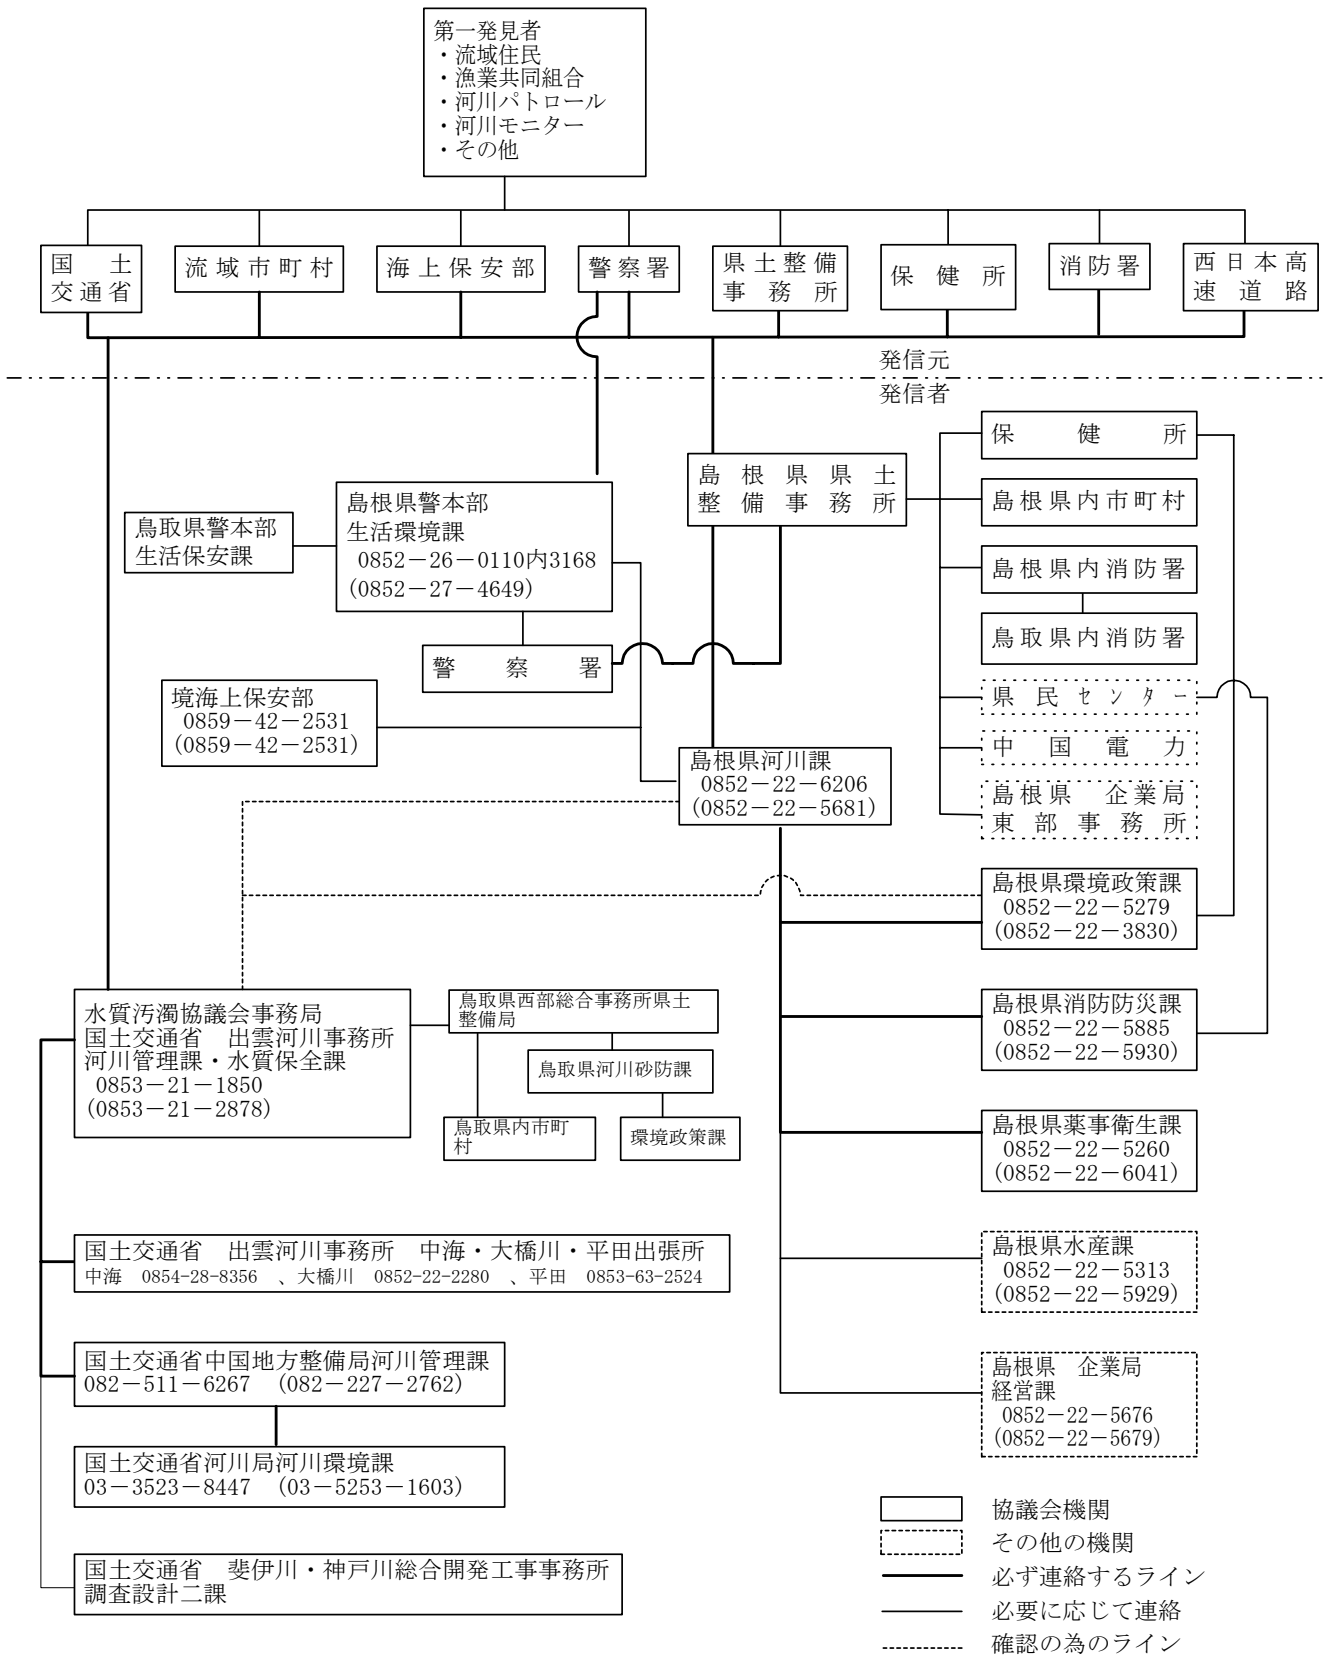 第一発見者
・流域住民
・漁業共同組合
・河川パトロール
・河川モニター
・その他
国土
交通省
流域市町村
海上保安部
警察署
県土整備
事務所
保健所
消防署
西日本高
速道路
発信元
発信者
保健所
島根県県土
整備事務所
島根県内市町村
島根県警本部
生活環境課
0852－26－0110内3168
(0852－27－4649)
鳥取県警本部
生活保安課
島根県内消防署
鳥取県内消防署
警察署
境海上保安部
0859－42－2531
(0859－42－2531)
県民センター
中国電力
島根県河川課
0852－22－6206
(0852－22－5681)
島根県 企業局
東部事務所
島根県環境政策課
0852－22－5279
(0852－22－3830)
水質汚濁協議会事務局
国土交通省 出雲河川事務所
河川管理課・水質保全課
0853－21－1850
(0853－21－2878)
鳥取県西部総合事務所県土
整備局
鳥取県河川砂防課
鳥取県内市町
村
環境政策課
島根県消防防災課
0852－22－5885
(0852－22－5930)
島根県薬事衛生課
0852－22－5260
(0852－22－6041)
国土交通省 出雲河川事務所 中海・大橋川・平田出張所
中海 0854-28-8356 、大橋川 0852-22-2280 、平田 0853-63-2524
島根県水産課
0852－22－5313
(0852－22－5929)
国土交通省中国地方整備局河川管理課
082－511－6267 (082－227－2762)
島根県 企業局
経営課
0852－22－5676
(0852－22－5679)
国土交通省河川局河川環境課
03－3523－8447 (03－5253－1603)
国土交通省 斐伊川・神戸川総合開発工事事務所
調査設計二課
協議会機関
その他の機関
必ず連絡するライン
必要に応じて連絡
確認の為のライン